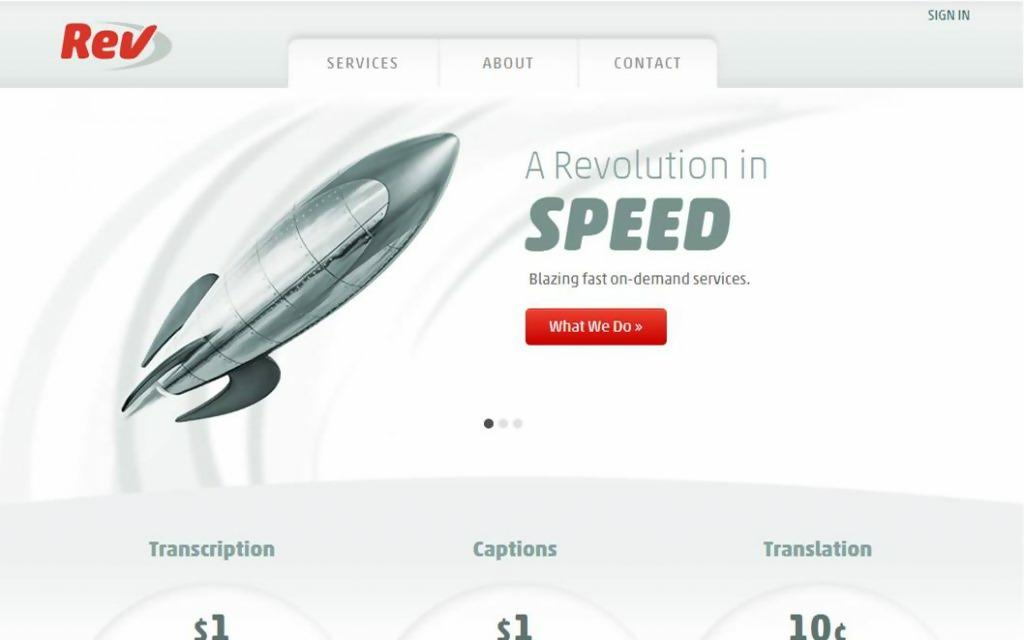 Rev
SIGN IN
SERVICES
ABOUT
CONTACT
A Revolution in
SPEED
Blazing fast on-demand services.
What We Do »
Transcription
Captions
Translation
$1
$1
10¢